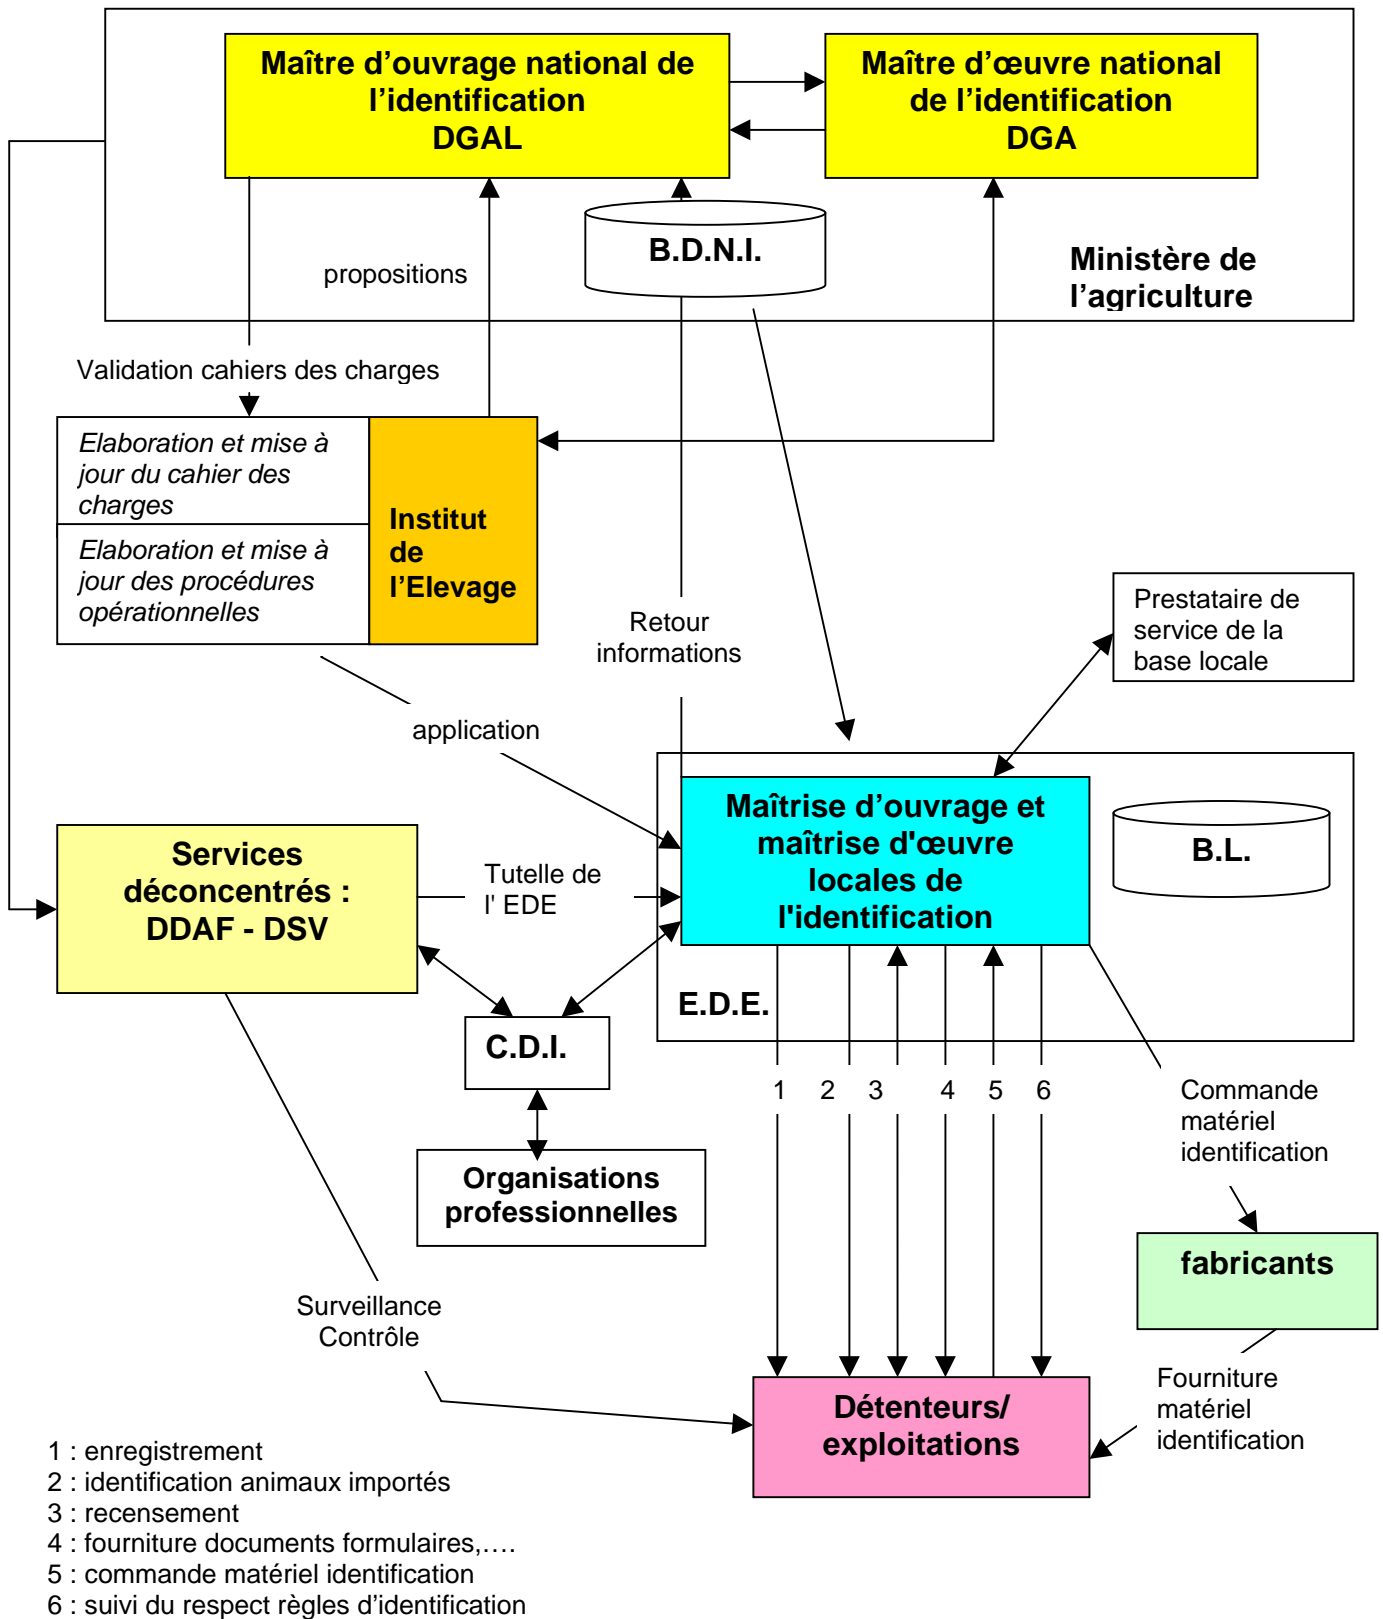 Maître d'ouvrage national de
l'identification
DGAL
Maître d'œuvre national
de l'identification
DGA
B.D.N.I.
Ministère de
l'agriculture
propositions
Validation cahiers des charges
Elaboration et mise à
jour du cahier des
charges
Elaboration et mise à
jour des procédures
opérationnelles
Institut
de
l'Elevage
Retour
informations
Prestataire de
service de la
base locale
application
Maîtrise d'ouvrage et
maîtrise d'œuvre
locales de
l'identification
B.L.
Services
déconcentrés :
DDAF - DSV
Tutelle de
l' EDE
E.D.E.
C.D.I.
Organisations
professionnelles
1 2 3 4 5 6
Commande
matériel
identification
fabricants
Surveillance
Contrôle
Fourniture
matériel
identification
Détenteurs/
exploitations
1 : enregistrement
2 : identification animaux importés
3 : recensement
4 : fourniture documents formulaires,….
5 : commande matériel identification
6 : suivi du respect règles d'identification